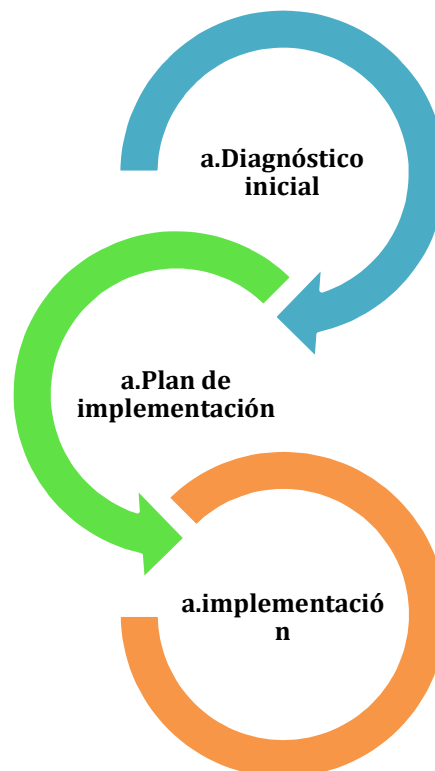 a.Diagnóstico
inicial
a.Plan de
implementación
a.implementació
n